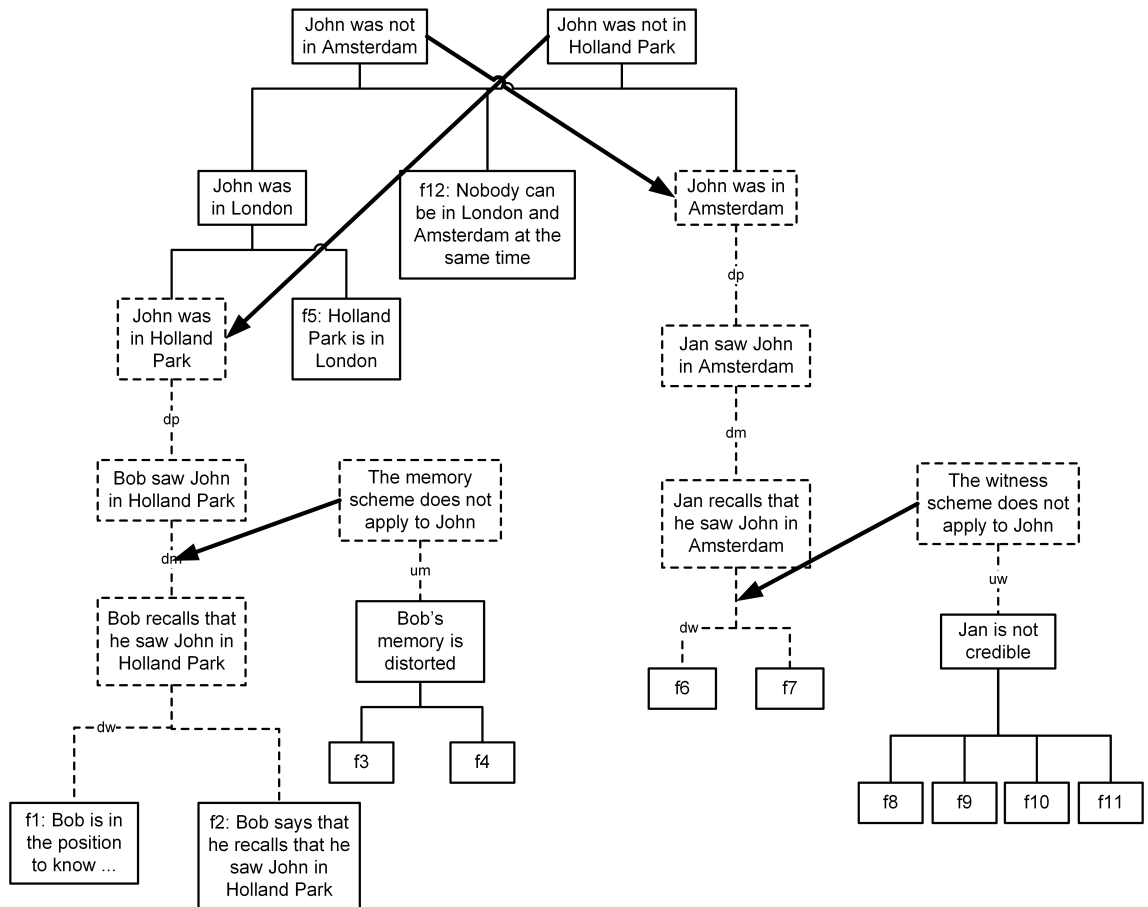 John was not
in Amsterdam
John was not in
Holland Park
John was
in London
f12: Nobody can
be in London and
Amsterdam at the
same time
John was in
Amsterdam
dp
John was
in Holland
Park
f5: Holland
Park is in
London
Jan saw John
in Amsterdam
dp
dm
Bob saw John
in Holland Park
The memory
scheme does not
apply to John
Jan recalls that
he saw John in
Amsterdam
The witness
scheme does not
apply to John
dm
um
uw
Bob recalls that
he saw John in
Holland Park
Bob's
memory is
distorted
dw
Jan is not
credible
f6
f7
dw
f3
f4
f8
f9
f10
f11
f1: Bob is in
the position
to know ...
f2: Bob says that
he recalls that he
saw John in
Holland Park